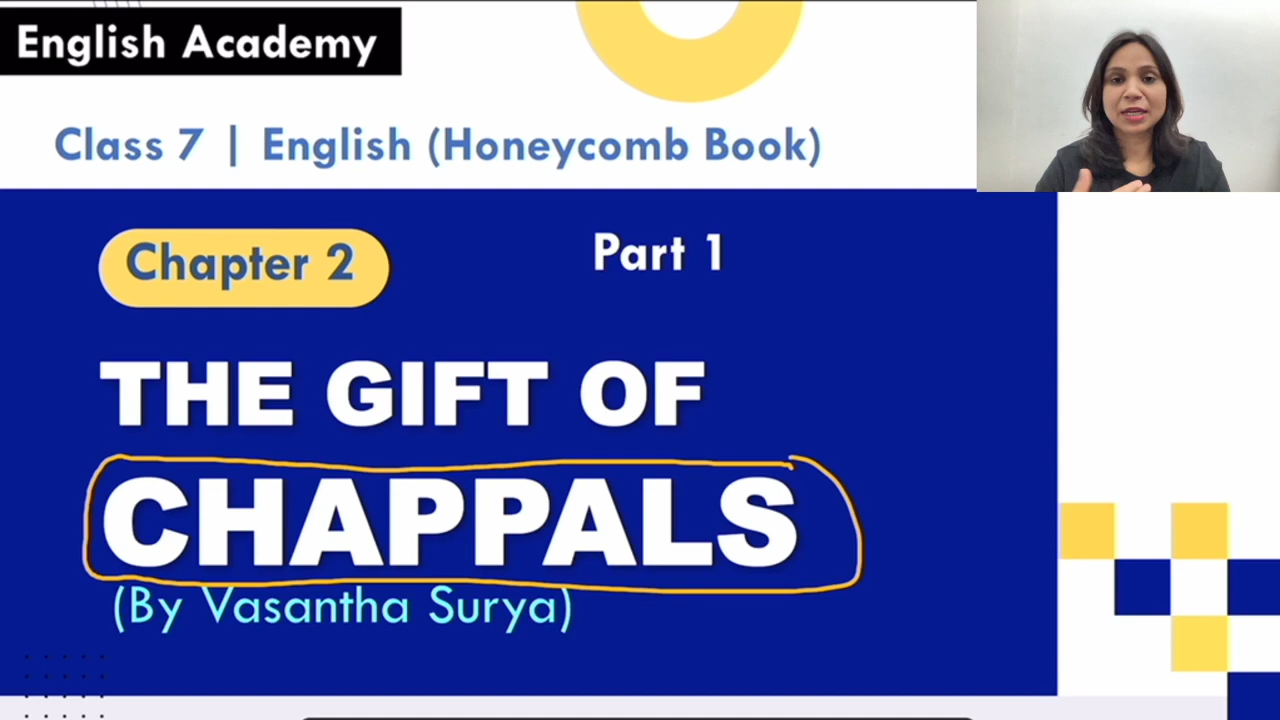 English Academy
Class 7 | English (Honeycomb Book)
Chapter 2
Part 1
THE GIFT OF
CHAPPALS
(By Vasantha Surya)